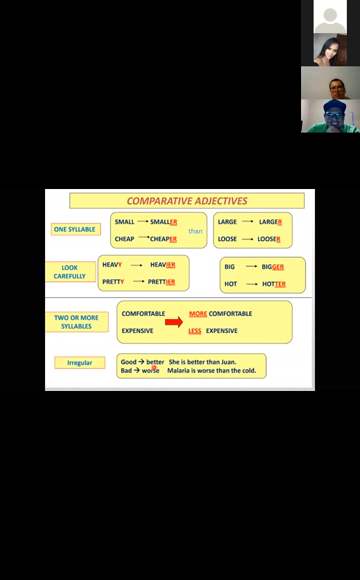 COMPARATIVE ADJECTIVES
ONE SYLLABLE
SMALL → SMALLER
CHEAP → CHEAPER
than
LARGE → LARGER
LOOSE → LOOSER
LOOK
CAREFULLY
HEAVY → HEAVIER
PRETTY → PRETTIER
BIG → BIGGER
HOT → HOTTER
TWO OR MORE
SYLLABLES
COMFORTABLE MORE COMFORTABLE
EXPENSIVE LESS EXPENSIVE
Irregular
Good → better She is better than Juan.
Bad → worse Malaria is worse than the cold.